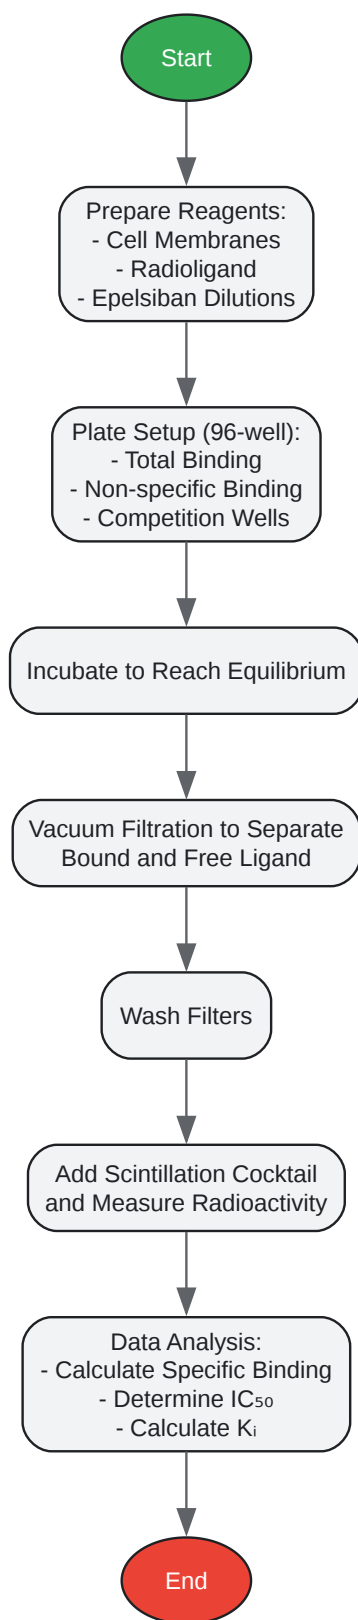 Start
Prepare Reagents:
- Cell Membranes
- Radioligand
- Epelsiban Dilutions
Plate Setup (96-well):
- Total Binding
- Non-specific Binding
- Competition Wells
Incubate to Reach Equilibrium
Vacuum Filtration to Separate
Bound and Free Ligand
Wash Filters
Add Scintillation Cocktail
and Measure Radioactivity
Data Analysis:
- Calculate Specific Binding
- Determine IC₅₀
- Calculate Kᵢ
End